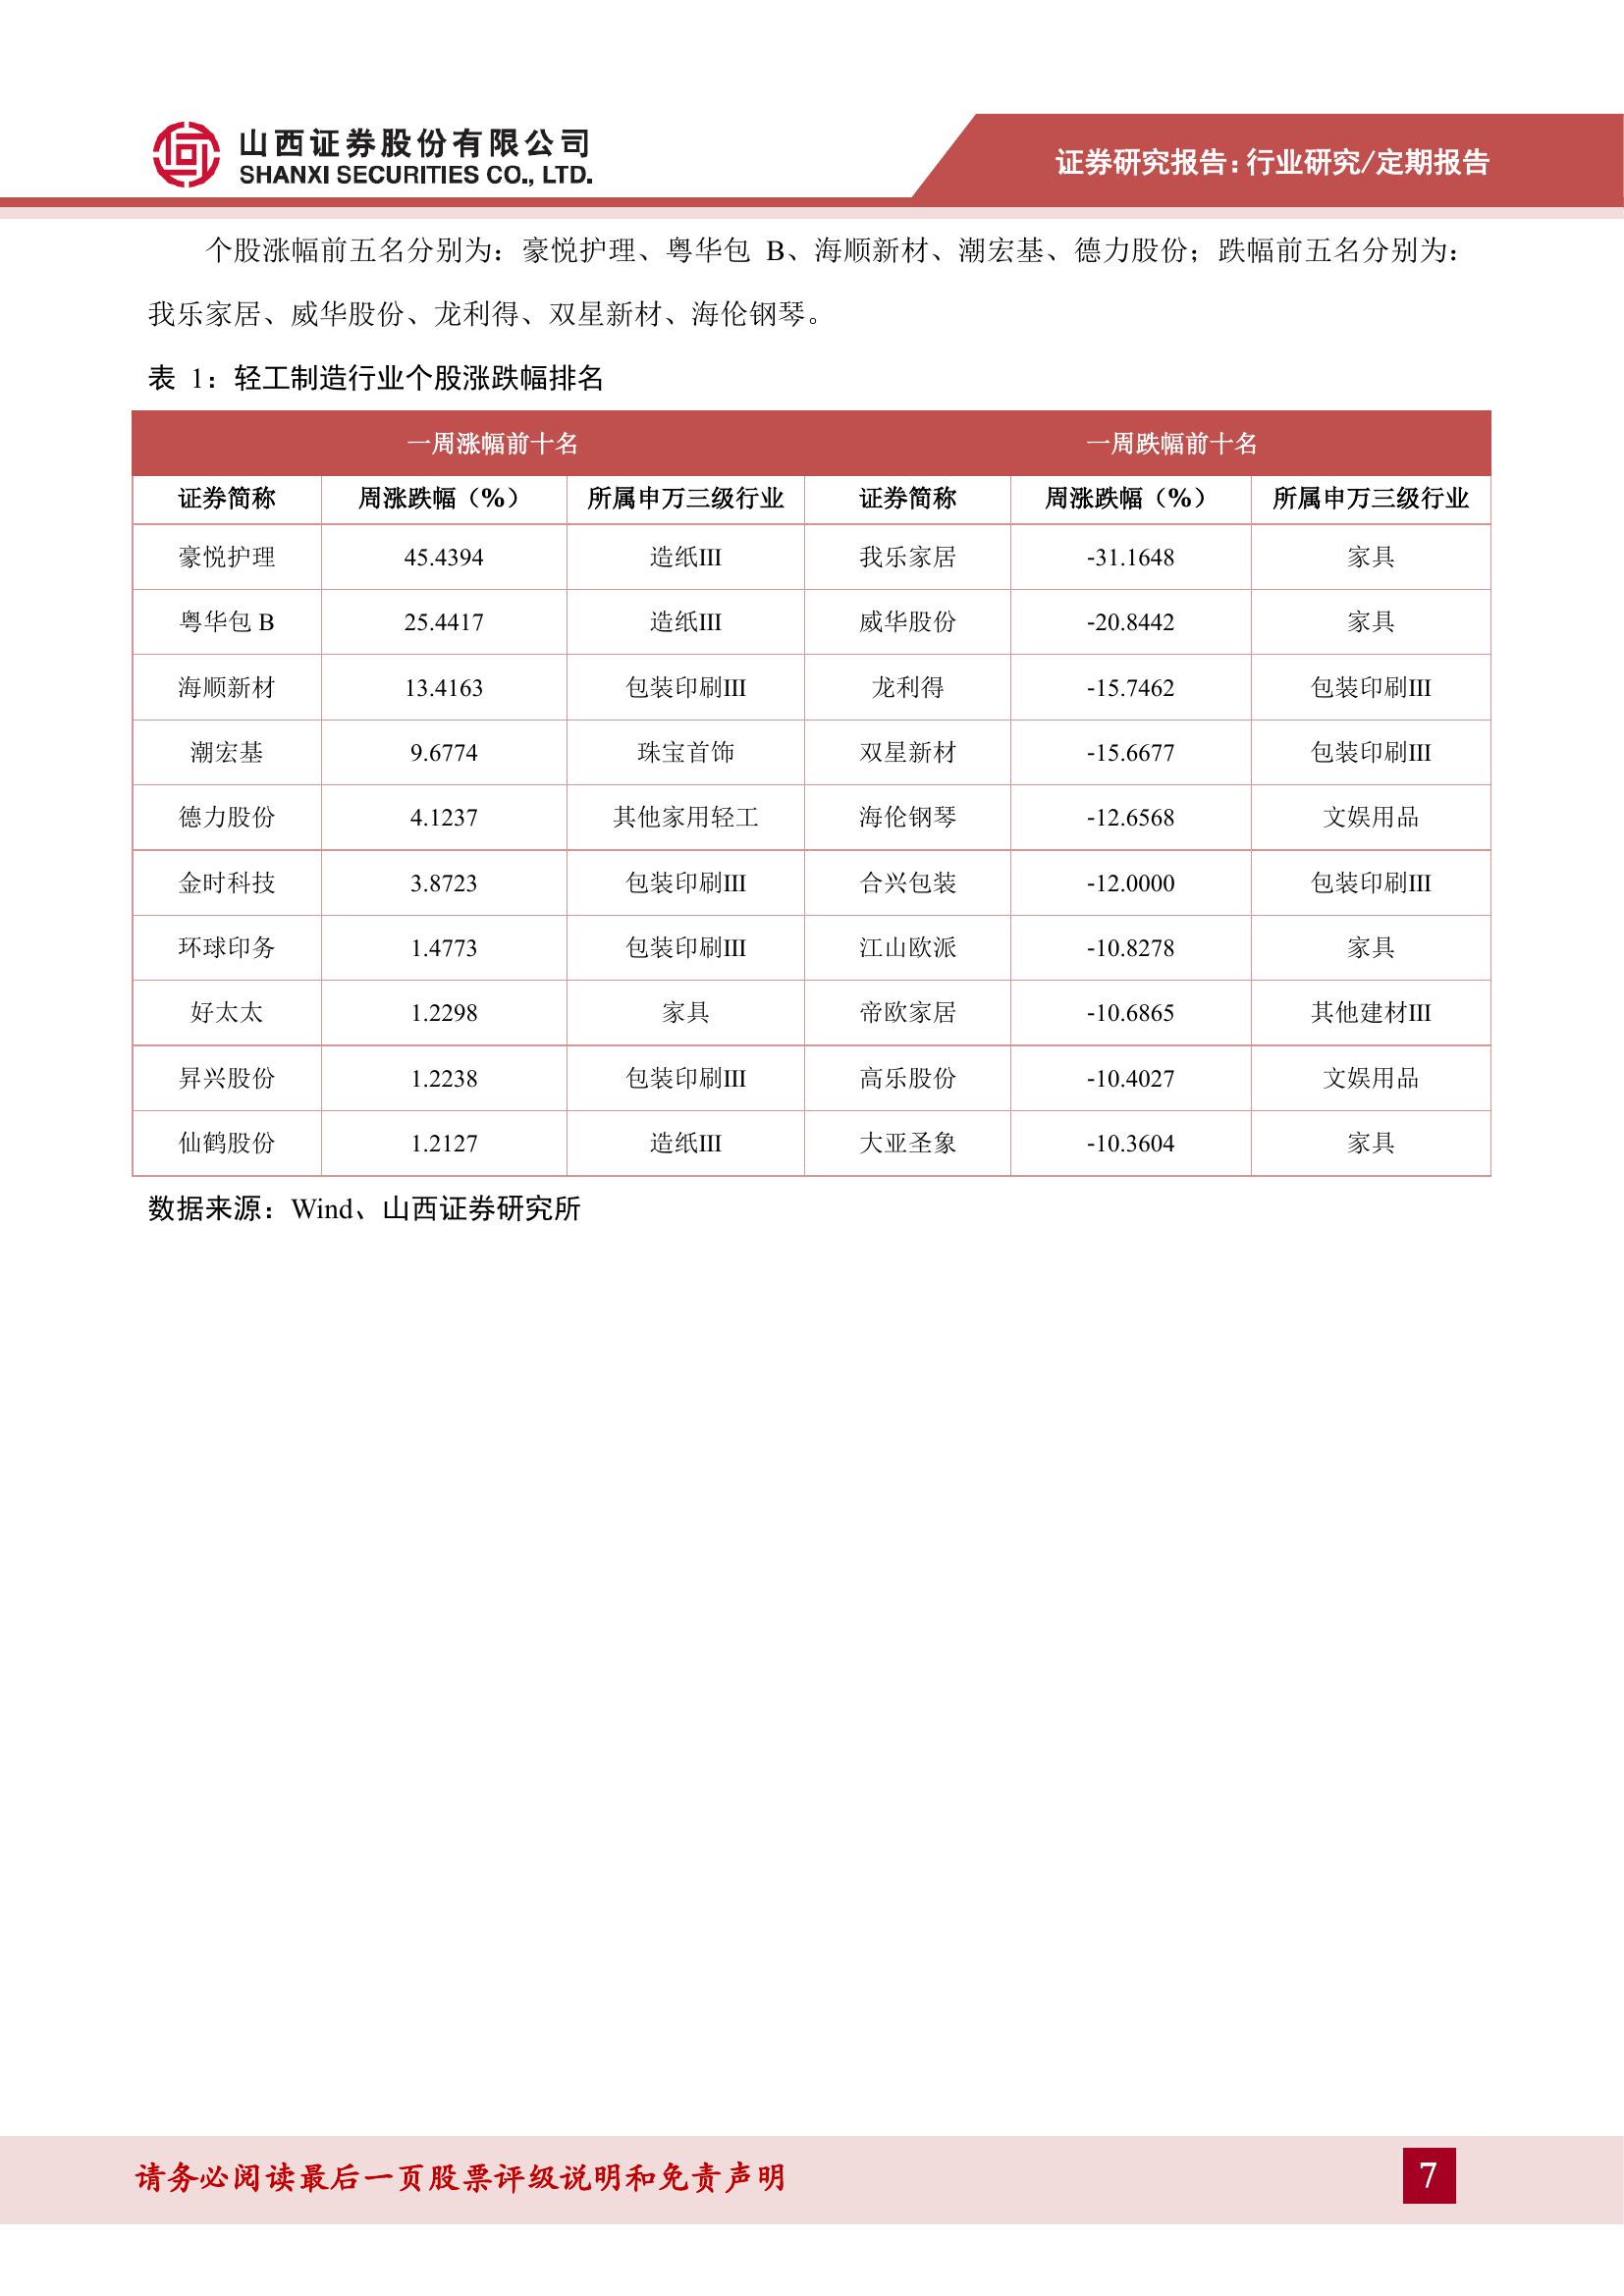 山西证券股份有限公司
SHANXI SECURITIES CO., LTD.
证券研究报告:行业研究/定期报告
个股涨幅前五名分别为：豪悦护理、粤华包 B、海顺新材、潮宏基、德力股份；跌幅前五名分别为：
我乐家居、威华股份、龙利得、双星新材、海伦钢琴。
表 1：轻工制造行业个股涨跌幅排名
一周涨幅前十名 一周跌幅前十名
证券简称 周涨跌幅（%） 所属申万三级行业 证券简称 周涨跌幅（%） 所属申万三级行业
豪悦护理 45.4394 造纸III 我乐家居 -31.1648 家具
粤华包 B 25.4417 造纸III 威华股份 -20.8442 家具
海顺新材 13.4163 包装印刷III 龙利得 -15.7462 包装印刷III
潮宏基 9.6774 珠宝首饰 双星新材 -15.6677 包装印刷III
德力股份 4.1237 其他家用轻工 海伦钢琴 -12.6568 文娱用品
金时科技 3.8723 包装印刷III 合兴包装 -12.0000 包装印刷III
环球印务 1.4773 包装印刷III 江山欧派 -10.8278 家具
好太太 1.2298 家具 帝欧家居 -10.6865 其他建材III
昇兴股份 1.2238 包装印刷III 高乐股份 -10.4027 文娱用品
仙鹤股份 1.2127 造纸III 大亚圣象 -10.3604 家具
数据来源：Wind、山西证券研究所
请务必阅读最后一页股票评级说明和免责声明
7